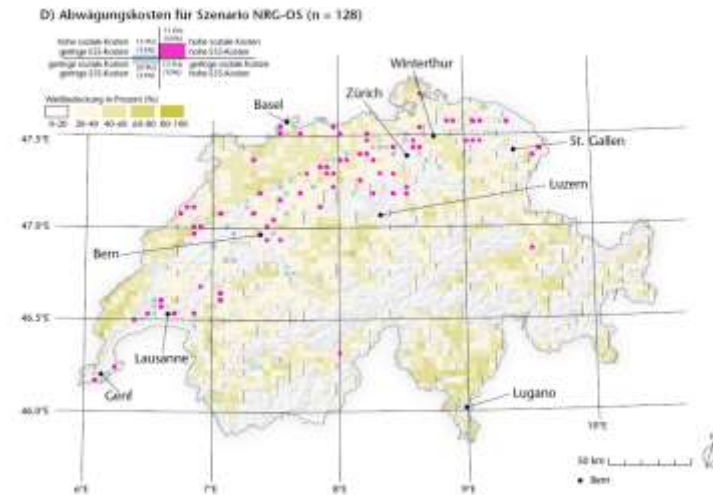 D) Abwägungskosten für Szenario NRG-OS (n = 128)
hohe soziale Kosten
geringe ESS-Kosten
hohe soziale Kosten
hohe ESS-Kosten
geringe soziale Kosten
geringe ESS-Kosten
geringe soziale Kosten
hohe ESS-Kosten
Waldbedeckung in Prozent (%)
0-20 20-40 40-60 60-80 80-100
Winterthur
Zürich
Basel
47.5°E
St. Gallen
Luzern
47.0°E
Bern
46.5°E
Lausanne
Genf
Lugano
46.0°E
10°E
50 km
Bern
6°E 7°E 8°E 9°E